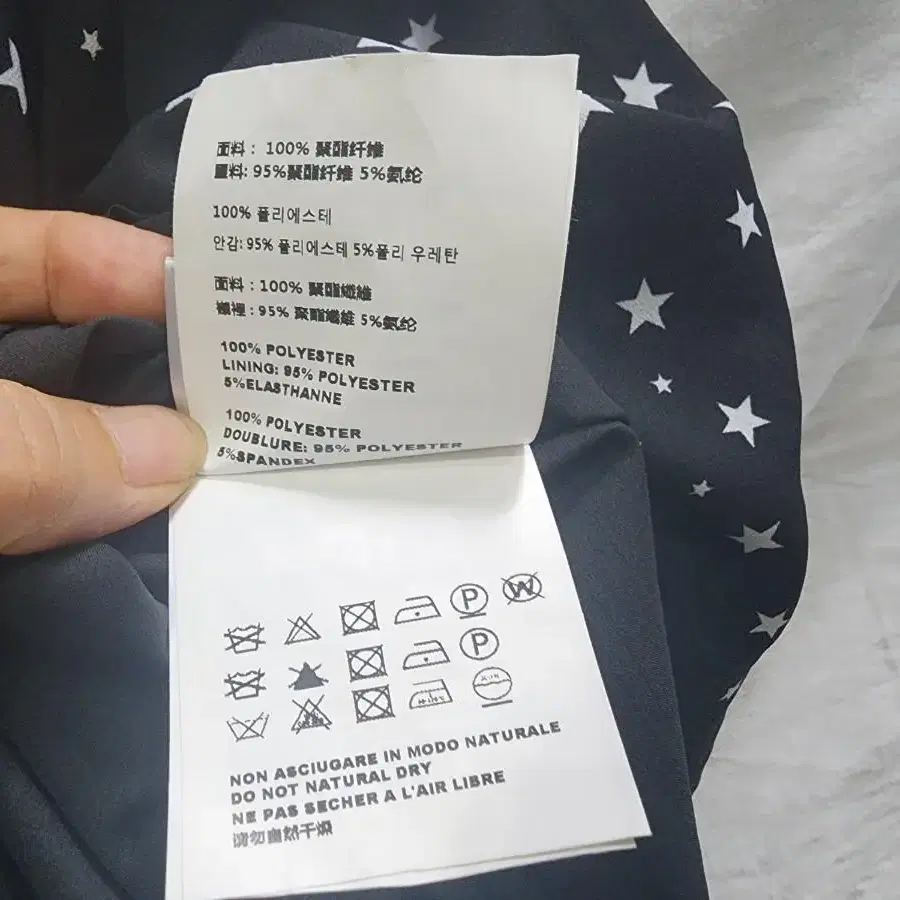 面料 : 100% 聚酯纤维
里料: 95%聚酯纤维 5%氨纶
100% 폴리에스테
안감: 95% 폴리에스테 5%폴리 우레탄
面料 : 100% 聚酯纖維
襯裡 : 95% 聚酯纖維 5%氨纶
100% POLYESTER
LINING: 95% POLYESTER
5%ELASTHANNE
100% POLYESTER
DOUBLURE: 95% POLYESTER
5%SPANDEX
P W
P
NON ASCIUGARE IN MODO NATURALE
DO NOT NATURAL DRY
NE PAS SECHER A L'AIR LIBRE
请勿自然干燥